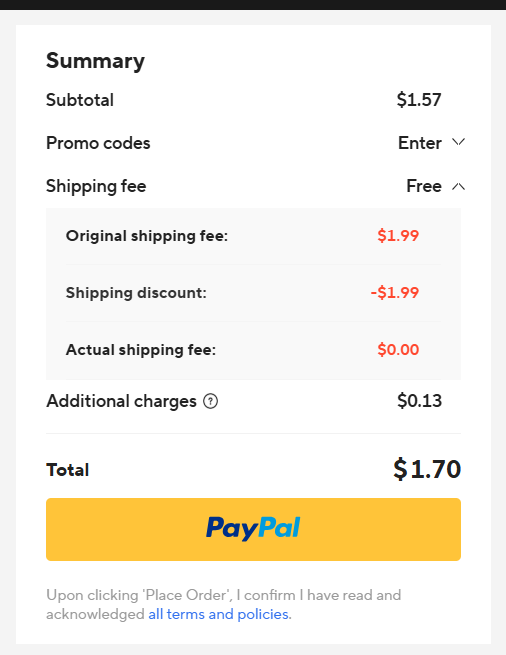 Summary
Subtotal $1.57
Promo codes Enter
Shipping fee Free
Original shipping fee: $1.99
Shipping discount: -$1.99
Actual shipping fee: $0.00
Additional charges ? $0.13
Total $1.70
PayPal
Upon clicking 'Place Order', I confirm I have read and
acknowledged all terms and policies.